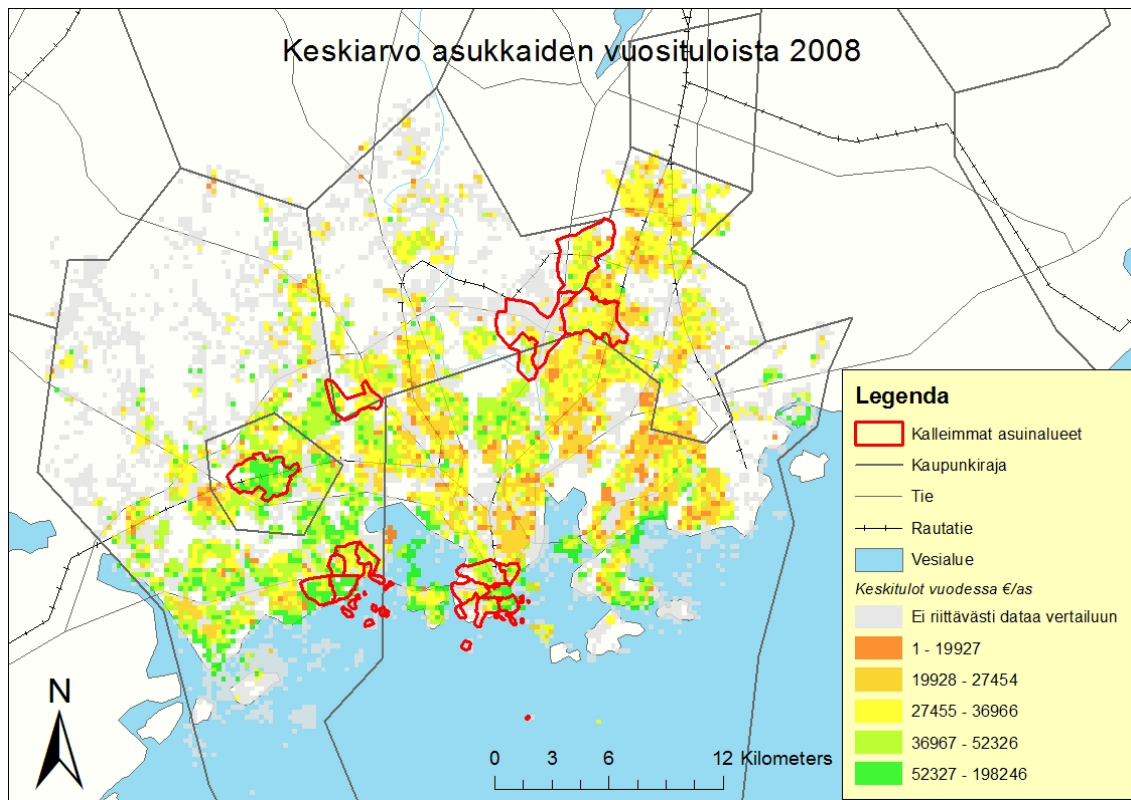 Keskiarvo asukkaiden vuosituloista 2008
Legenda
Kalleimmat asuinalueet
Kaupunkiraja
Tie
Rautatie
Vesialue
Keskitulot vuodessa €/as
Ei riittävästi dataa vertailuun
1 - 19927
19928 - 27454
27455 - 36966
36967 - 52326
52327 - 198246
N
0 3 6 12 Kilometers